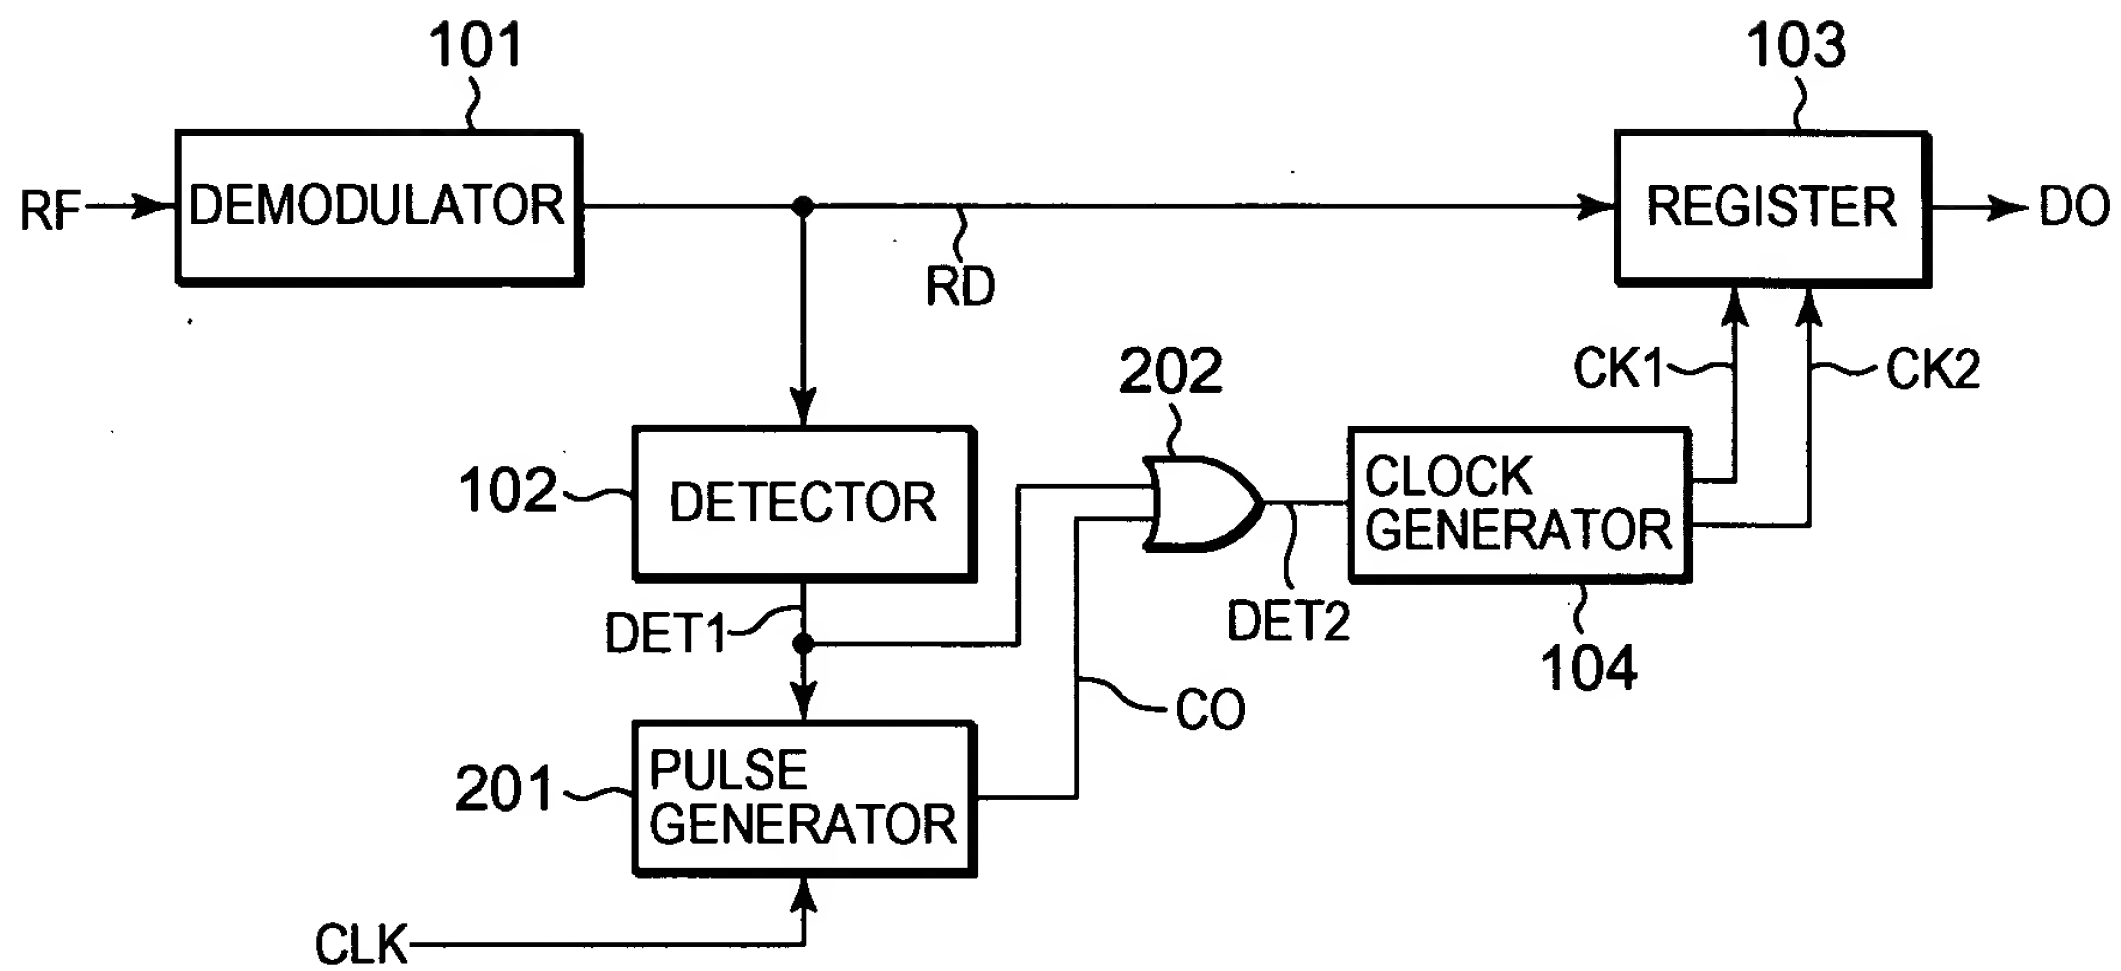 101
103
RF
DEMODULATOR
REGISTER
DO
RD
202
CK1
CK2
102
DETECTOR
CLOCK
GENERATOR
DET1
DET2
104
CO
201
PULSE
GENERATOR
CLK